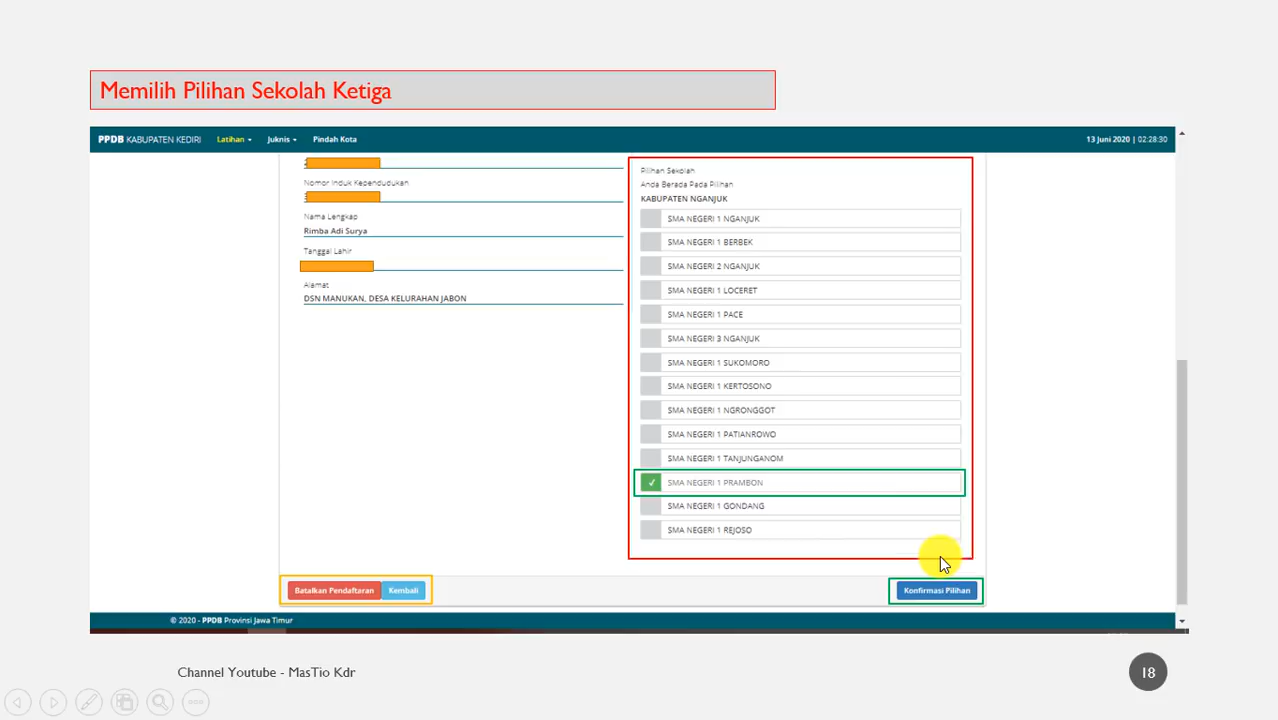 Memilih Pilihan Sekolah Ketiga
PPDB KABUPATEN KEDIRI Latihan Juknis Pindah Kota 13 Juni 2020 | 02:28:30
Nomor Induk Kependudukan
Nama Lengkap
Rimba Adi Surya
Tanggal Lahir
Alamat
DSN MANUKAN, DESA KELURAHAN JABON
Pilihan Sekolah
Anda Berada Pada Pilihan
KABUPATEN NGANJUK
SMA NEGERI 1 NGANJUK
SMA NEGERI 1 BERBEK
SMA NEGERI 2 NGANJUK
SMA NEGERI 1 LOCERET
SMA NEGERI 1 PACE
SMA NEGERI 3 NGANJUK
SMA NEGERI 1 SUKOMORO
SMA NEGERI 1 KERTOSONO
SMA NEGERI 1 NGRONGGOT
SMA NEGERI 1 PATIANROWO
SMA NEGERI 1 TANJUNGANOM
SMA NEGERI 1 PRAMBON
SMA NEGERI 1 GONDANG
SMA NEGERI 1 REJOSO
Batalkan Pendaftaran Kembali Konfirmasi Pilihan
© 2020 - PPDB Provinsi Jawa Timur
Channel Youtube - MasTio Kdr 18